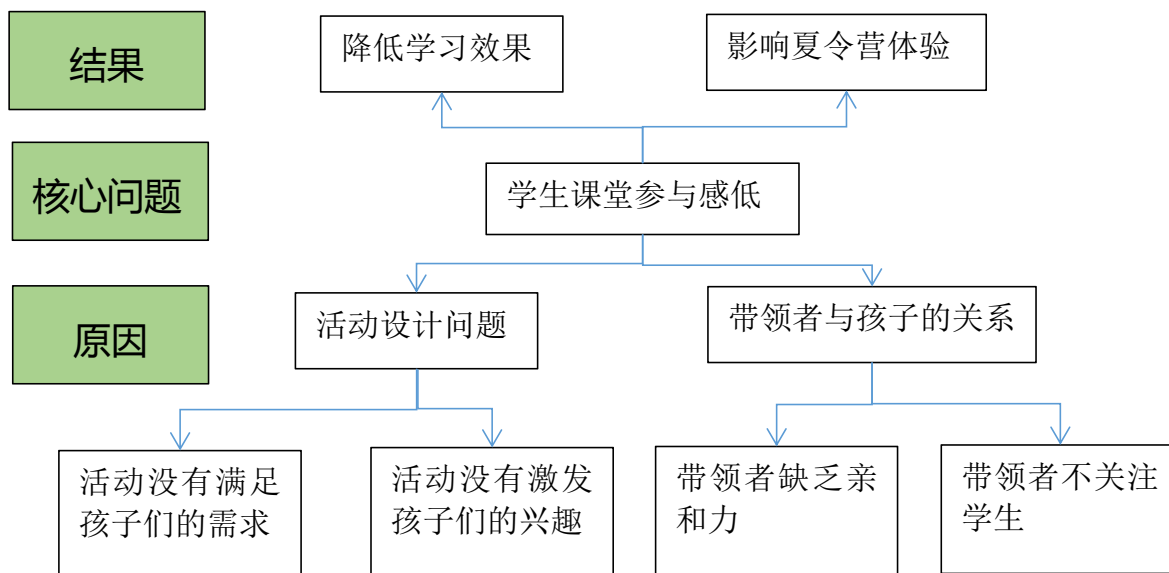 结果
降低学习效果
影响夏令营体验
核心问题
学生课堂参与感低
原因
活动设计问题
带领者与孩子的关系
活动没有满足
孩子们的需求
活动没有激发
孩子们的兴趣
带领者缺乏亲
和力
带领者不关注
学生